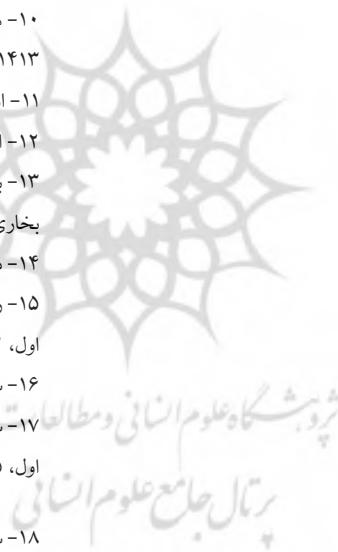 ۱۰-
۱۴۱۳
۱۱-
۱۲-
۱۳-
بخاری
۱۴-
۱۵-
اول،
۱۶-
پژوهشگاه علوم انسانی و مطالعات
۱۷-
اول،
پرتال جامع علوم انسانی
۱۸-